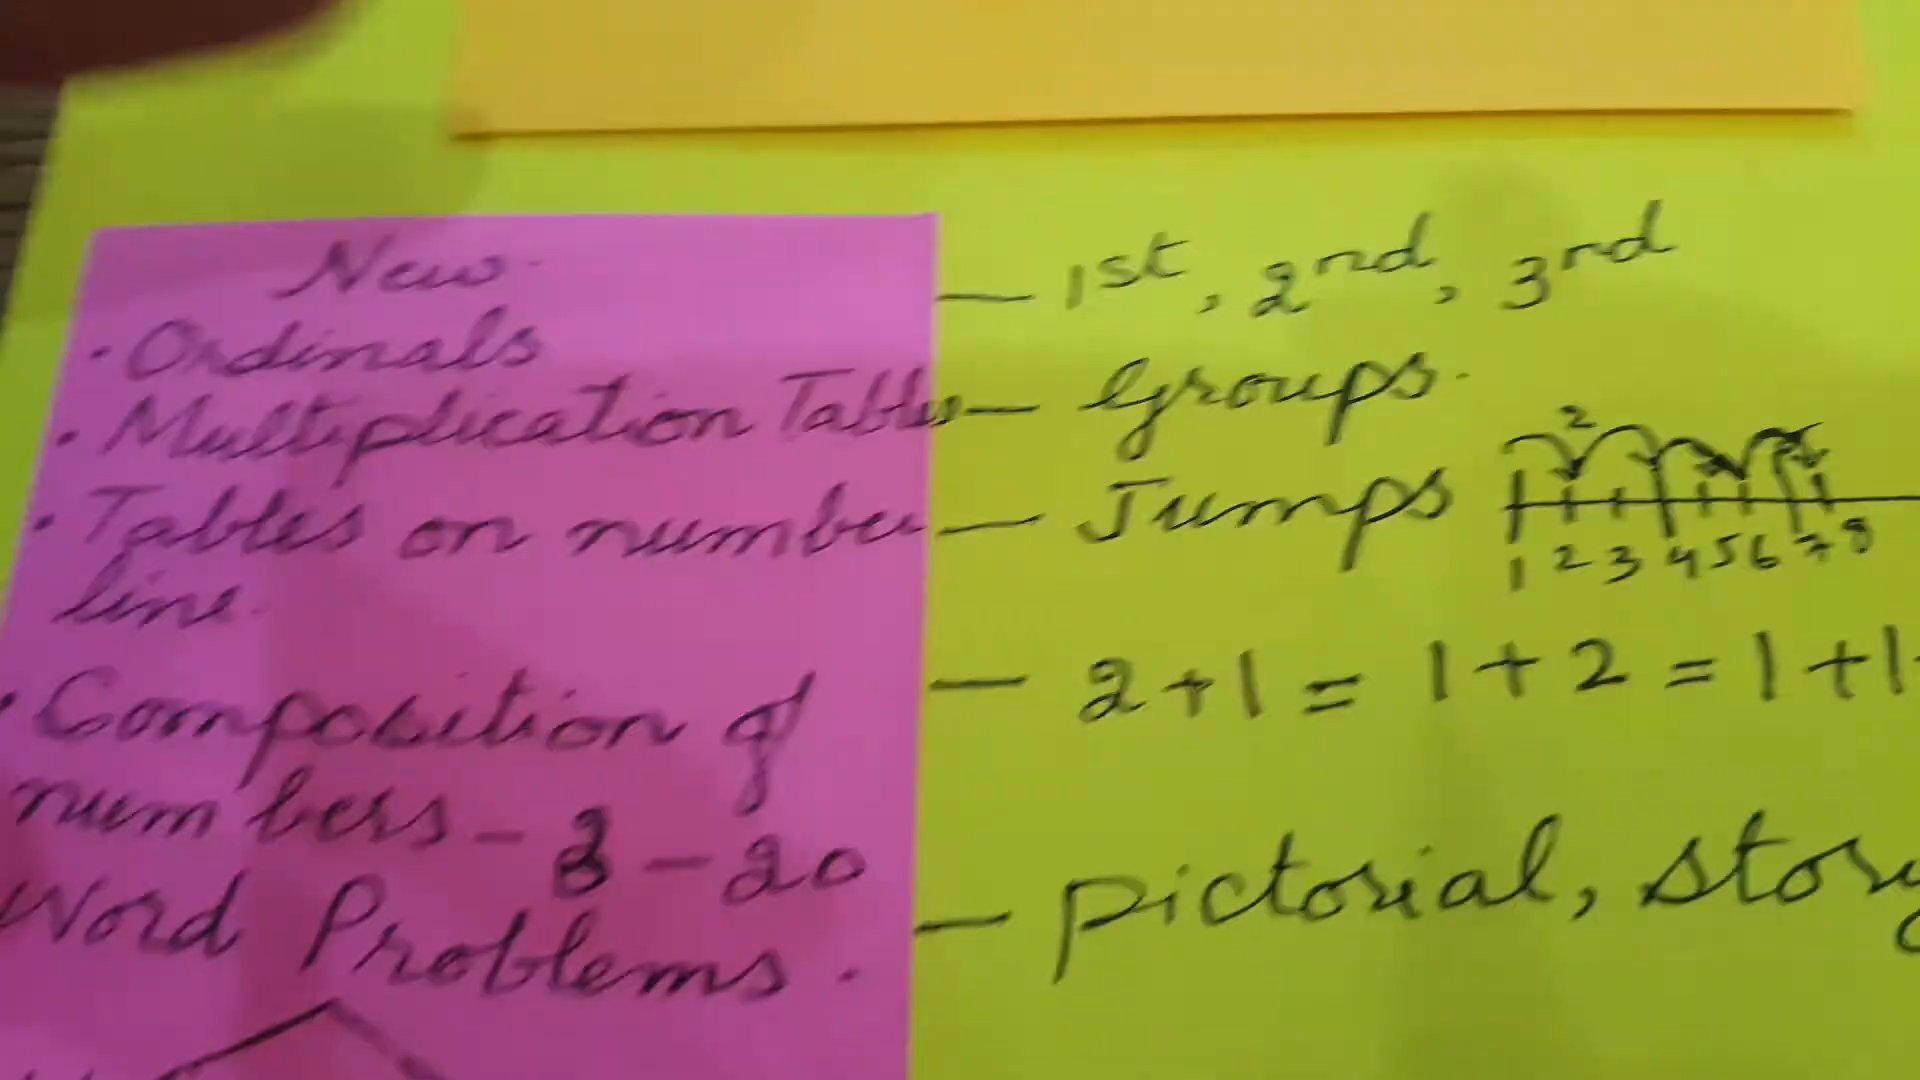 New.
• Ordinals — 1st, 2nd, 3rd
• Multiplication Tables — Groups.
• Tables on number line. — Jumps
2
1 2 3 4 5 6 7 8
• Composition of — 2+1 = 1+2 = 1+1
numbers - 3 - 20
Word Problems. — Pictorial, story